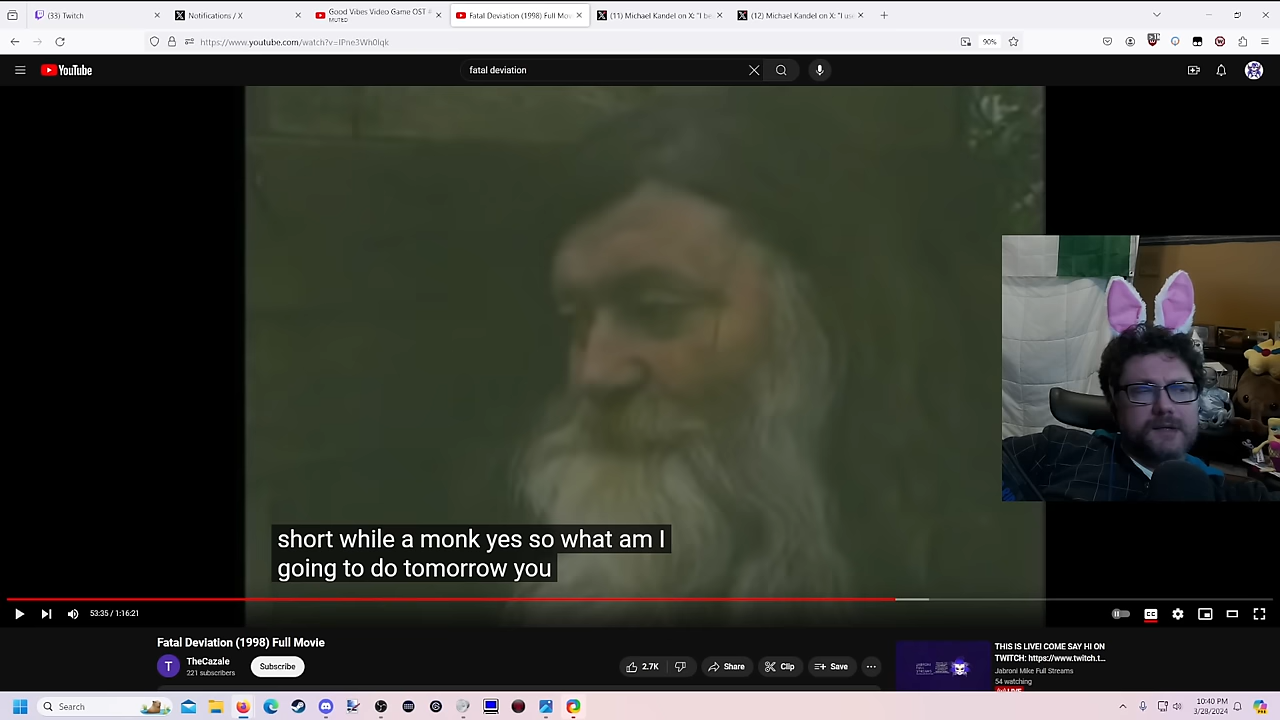 (33) Twitch
Notifications / X
Good Vibes Video Game OST
MUTED
Fatal Deviation (1998) Full Mo
(11) Michael Kandel on X: "I be
(12) Michael Kandel on X: "I us
https://www.youtube.com/watch?v=IPne3Wh0lqk
90%
YouTube
fatal deviation
short while a monk yes so what am I
going to do tomorrow you
53:35 / 1:16:21
Fatal Deviation (1998) Full Movie
T
TheCazale
221 subscribers
Subscribe
2.7K
Share
Clip
Save
THIS IS LIVE! COME SAY HI ON
TWITCH: https://www.twitch.t...
Jabroni Mike Full Streams
54 watching
Search
10:40 PM
3/28/2024